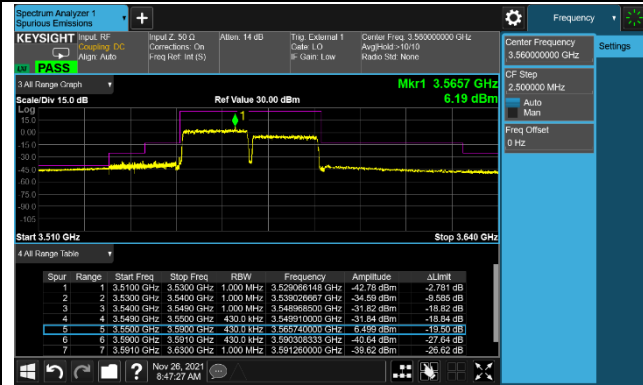 Spectrum Analyzer 1
Spurious Emissions
Frequency
KEYSIGHT
Input: RF
Coupling: DC
Align: Auto
Input Z: 50 Ω
Corrections: On
Freq Ref: Int (S)
Atten: 14 dB
Trig: External 1
Gate: LO
IF Gain: Low
Center Freq: 3.560000000 GHz
Avg|Hold:>10/10
Radio Std: None
PASS
Center Frequency
3.560000000 GHz
Settings
CF Step
2.500000 MHz
Auto
Man
Freq Offset
0 Hz
3 All Range Graph
Mkr1 3.5657 GHz
Scale/Div 15.0 dB
Ref Value 30.00 dBm
6.19 dBm
Log
15.0
0.00
-15.0
-30.0
-45.0
-60.0
-75.0
-90.0
-105
1
Start 3.510 GHz
Stop 3.640 GHz
4 All Range Table
Spur Range Start Freq Stop Freq RBW Frequency Amplitude ΔLimit
1 1 3.5100 GHz 3.5300 GHz 1.000 MHz 3.529066148 GHz -42.78 dBm -2.781 dB
2 2 3.5300 GHz 3.5400 GHz 1.000 MHz 3.539026667 GHz -34.59 dBm -9.585 dB
3 3 3.5400 GHz 3.5490 GHz 1.000 MHz 3.548968500 GHz -31.82 dBm -18.82 dB
4 4 3.5490 GHz 3.5500 GHz 430.0 kHz 3.549910000 GHz -31.84 dBm -18.84 dB
5 5 3.5500 GHz 3.5900 GHz 430.0 kHz 3.565740000 GHz 6.499 dBm -19.50 dB
6 6 3.5900 GHz 3.5910 GHz 430.0 kHz 3.590308333 GHz -40.64 dBm -27.64 dB
7 7 3.5910 GHz 3.6300 GHz 1.000 MHz 3.591260000 GHz -39.62 dBm -26.62 dB
Nov 26, 2021
8:47:27 AM